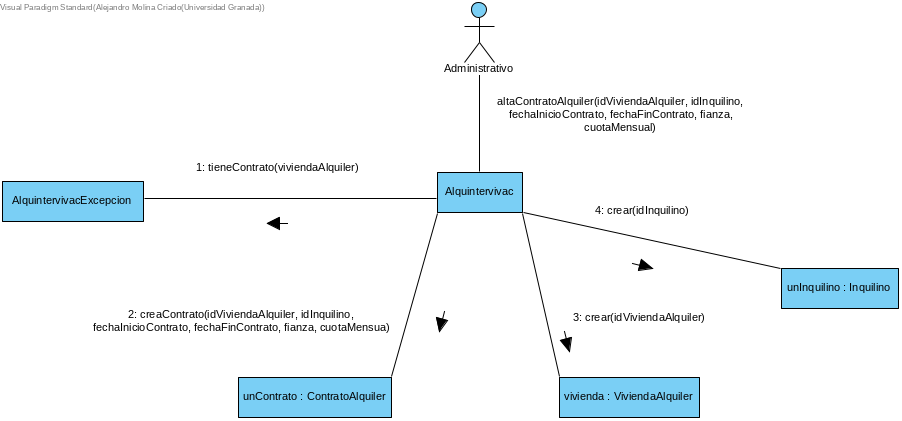 Visual Paradigm Standard(Alejandro Molina Criado(Universidad Granada))
Administrativo
altaContratoAlquiler(idViviendaAlquiler, idInquilino,
fechaInicioContrato, fechaFinContrato, fianza,
cuotaMensual)
1: tieneContrato(viviendaAlquiler)
AlquintervivacExcepcion
Alquintervivac
4: crear(idInquilino)
unInquilino : Inquilino
2: creaContrato(idViviendaAlquiler, idInquilino,
fechaInicioContrato, fechaFinContrato, fianza, cuotaMensua)
3: crear(idViviendaAlquiler)
unContrato : ContratoAlquiler
vivienda : ViviendaAlquiler